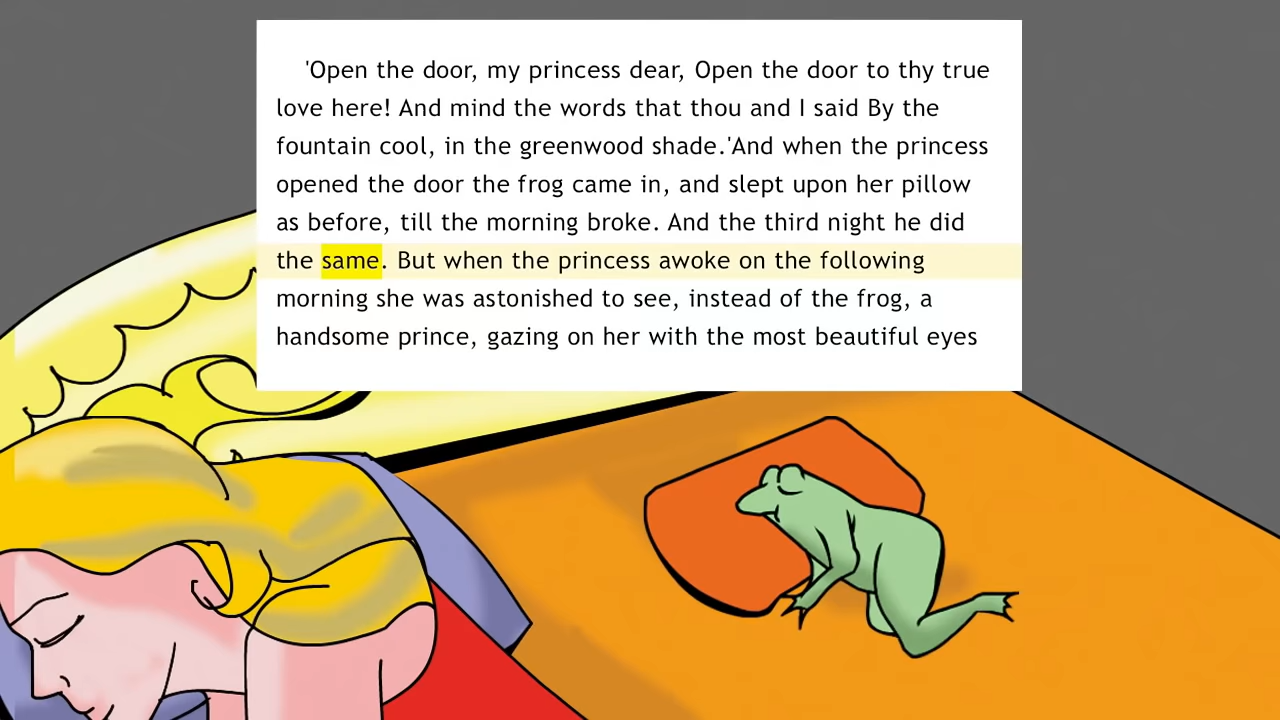 'Open the door, my princess dear, Open the door to thy true
love here! And mind the words that thou and I said By the
fountain cool, in the greenwood shade.'And when the princess
opened the door the frog came in, and slept upon her pillow
as before, till the morning broke. And the third night he did
the same. But when the princess awoke on the following
morning she was astonished to see, instead of the frog, a
handsome prince, gazing on her with the most beautiful eyes